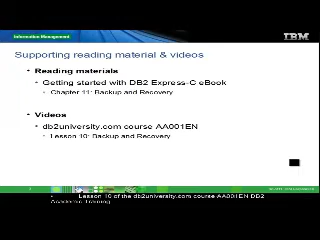 Information Management
IBM
Supporting reading material & videos
• Reading materials
• Getting started with DB2 Express-C eBook
• Chapter 11: Backup and Recovery
• Videos
• db2university.com course AA001EN
• Lesson 10: Backup and Recovery
• Lesson 10 of the db2university.com course AA001EN DB2
Academic Training